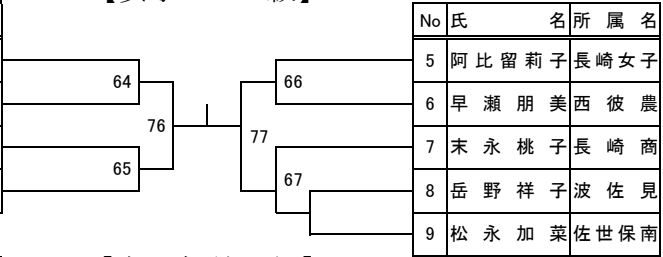 No 氏 名 所 属 名
5 阿比留莉子 長崎女子
64 66
6 早 瀬 朋 美 西 彼 農
76 77
7 末 永 桃 子 長 崎 商
65 67
8 岳 野 祥 子 波 佐 見
9 松 永 加 菜 佐世保南